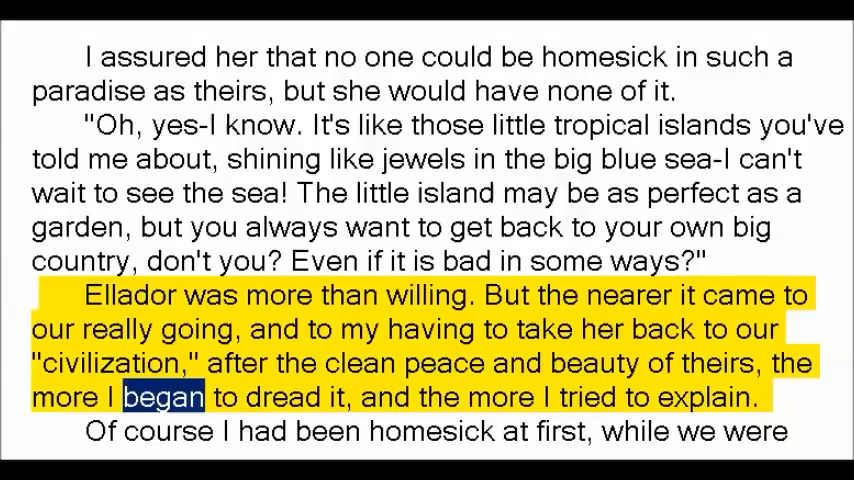 I assured her that no one could be homesick in such a
paradise as theirs, but she would have none of it.
"Oh, yes-I know. It's like those little tropical islands you've
told me about, shining like jewels in the big blue sea-I can't
wait to see the sea! The little island may be as perfect as a
garden, but you always want to get back to your own big
country, don't you? Even if it is bad in some ways?"
Ellador was more than willing. But the nearer it came to
our really going, and to my having to take her back to our
"civilization," after the clean peace and beauty of theirs, the
more I began to dread it, and the more I tried to explain.
Of course I had been homesick at first, while we were